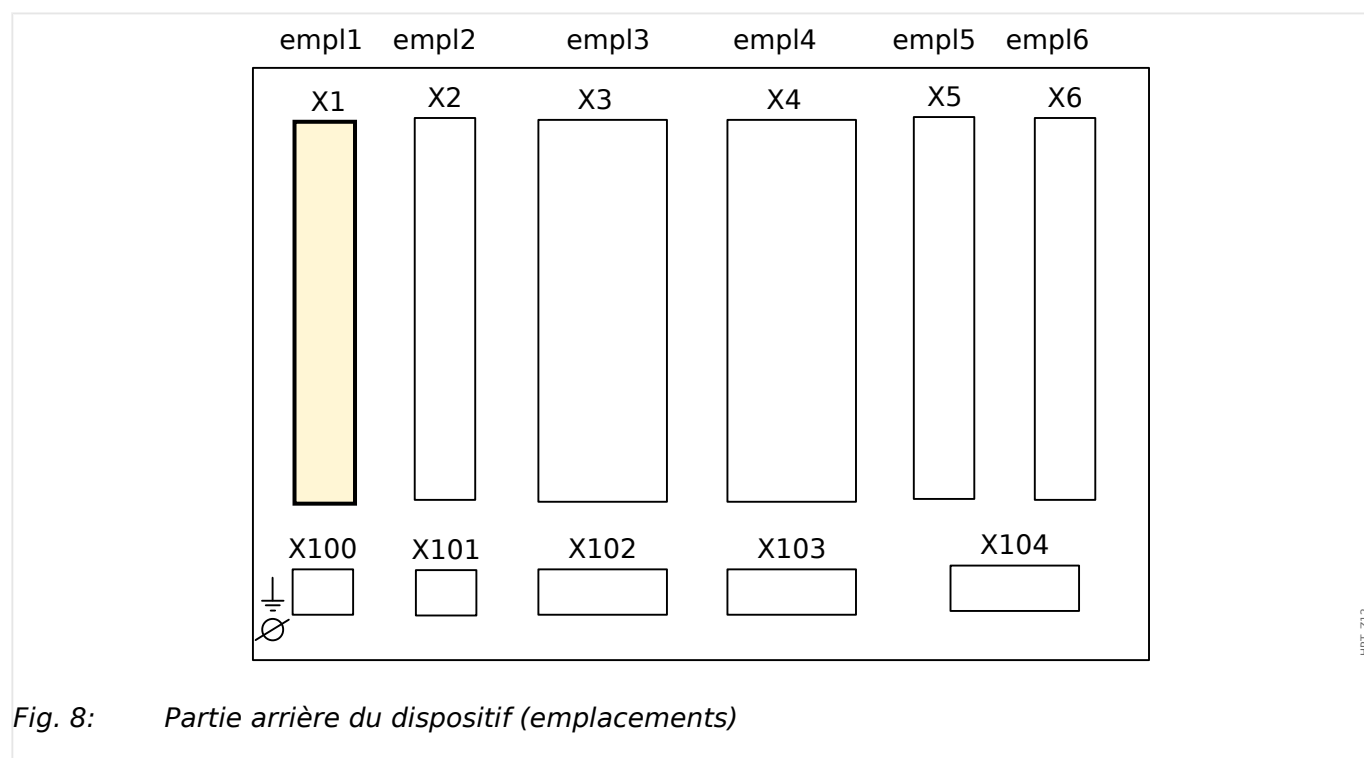 empl1 empl2 empl3 empl4 empl5 empl6
X1 X2 X3 X4 X5 X6
X100 X101 X102 X103 X104
Fig. 8: Partie arrière du dispositif (emplacements)